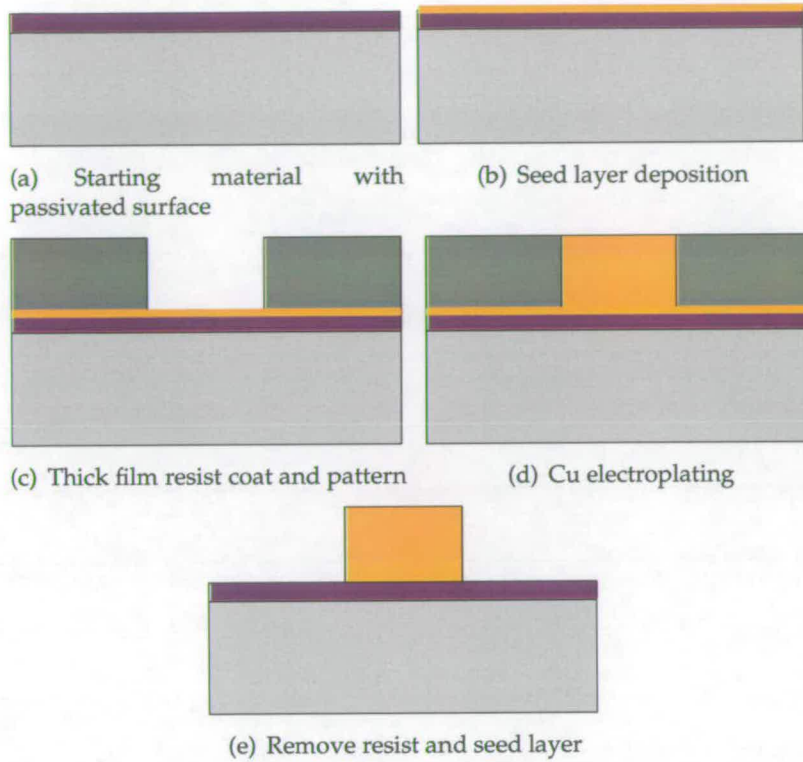 (a) Starting material with
passivated surface
(b) Seed layer deposition
(c) Thick film resist coat and pattern
(d) Cu electroplating
(e) Remove resist and seed layer